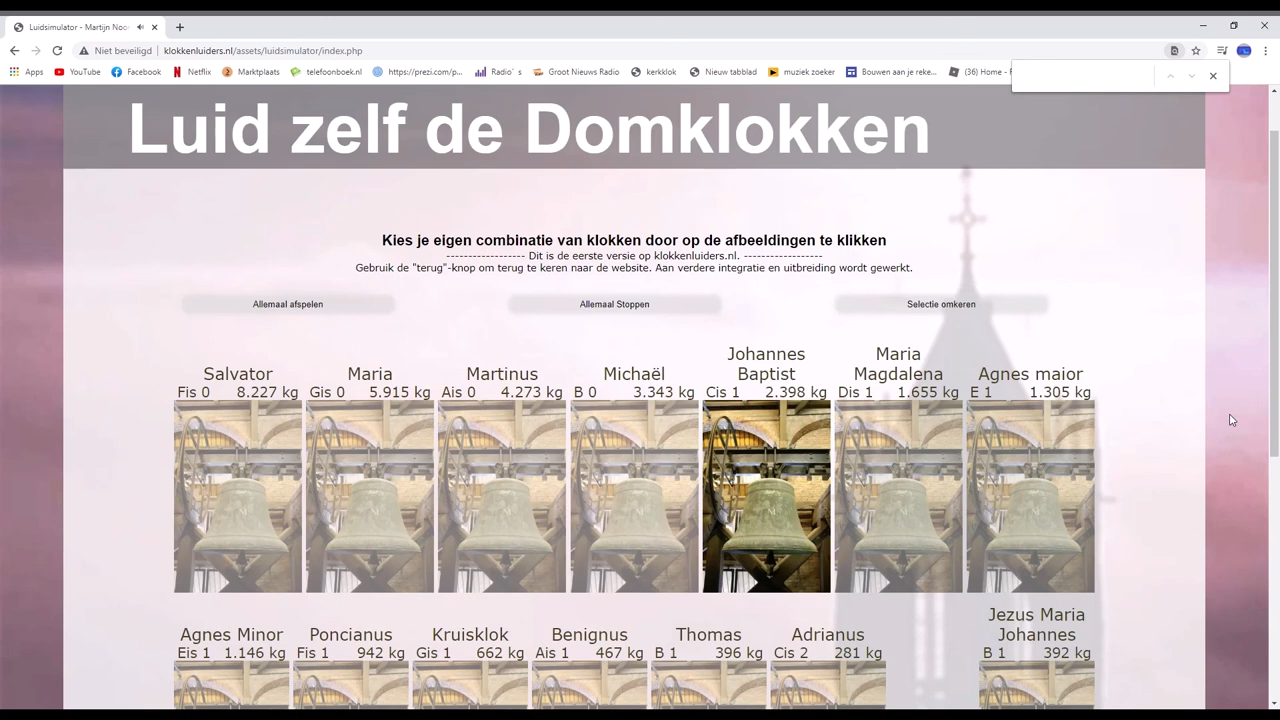 Luidsimulator - Martijn Noo
Niet beveiligd klokkenluiders.nl/assets/luidsimulator/index.php
Apps YouTube Facebook Netflix Marktplaats telefoonboek.nl https://prezi.com/p... Radio´s Groot Nieuws Radio kerkklok Nieuw tabblad muziek zoeker Bouwen aan je reke... (36) Home - F
Luid zelf de Domklokken
Kies je eigen combinatie van klokken door op de afbeeldingen te klikken
----------------- Dit is de eerste versie op klokkenluiders.nl. -----------------
Gebruik de "terug"-knop om terug te keren naar de website. Aan verdere integratie en uitbreiding wordt gewerkt.
Allemaal afspelen Allemaal Stoppen Selectie omkeren
Salvator Maria Martinus Michaël Johannes Baptist Maria Magdalena Agnes maior
Fis 0 8.227 kg Gis 0 5.915 kg Ais 0 4.273 kg B 0 3.343 kg Cis 1 2.398 kg Dis 1 1.655 kg E 1 1.305 kg
Agnes Minor Poncianus Kruisklok Benignus Thomas Adrianus Jezus Maria Johannes
Eis 1 1.146 kg Fis 1 942 kg Gis 1 662 kg Ais 1 467 kg B 1 396 kg Cis 2 281 kg B 1 392 kg